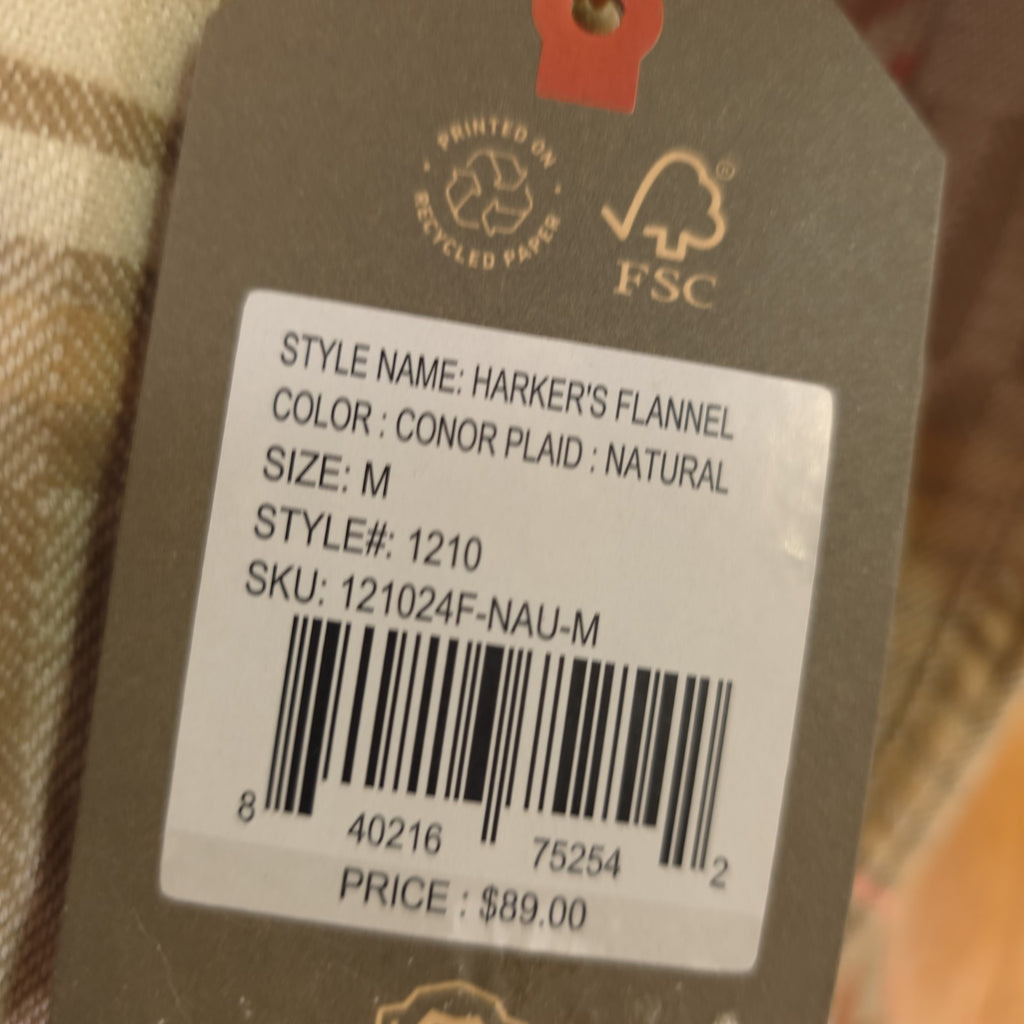 PRINTED ON
RECYCLED PAPER
®
FSC
STYLE NAME: HARKER'S FLANNEL
COLOR : CONOR PLAID : NATURAL
SIZE: M
STYLE#: 1210
SKU: 121024F-NAU-M
8 40216 75254 2
PRICE : $89.00